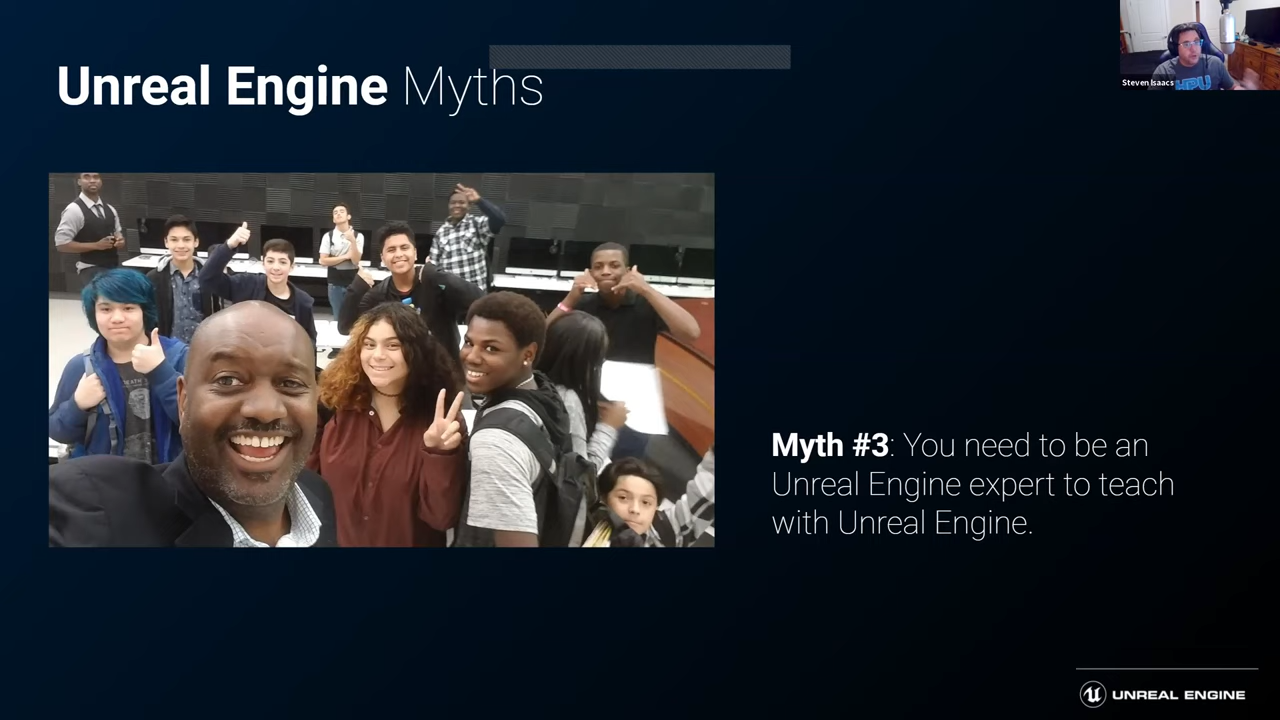 Unreal Engine Myths
Steven Isaacs
HPU
Myth #3: You need to be an
Unreal Engine expert to teach
with Unreal Engine.
UNREAL ENGINE